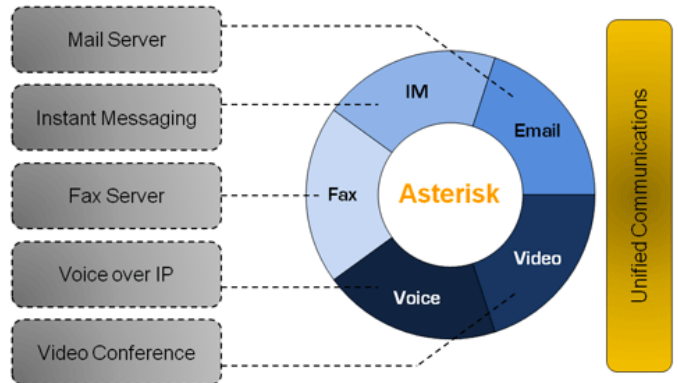 Mail Server
Instant Messaging
Fax Server
Voice over IP
Video Conference
IM
Email
Fax
Asterisk
Video
Voice
Unified Communications